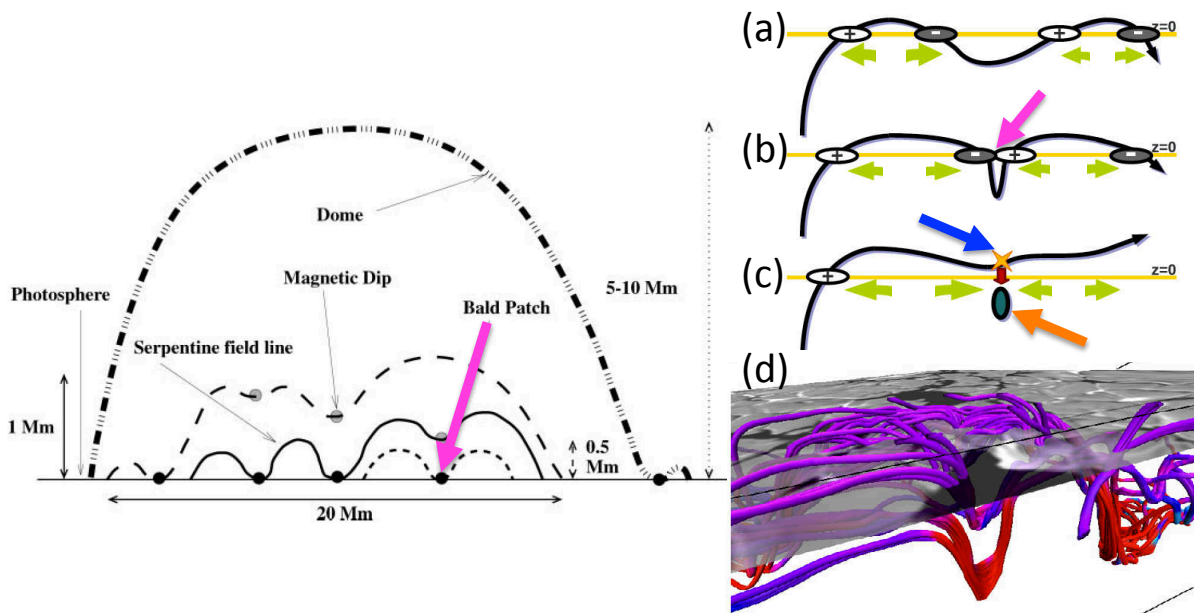 Dome
Magnetic Dip
5-10 Mm
Photosphere
Bald Patch
Serpentine field line
1 Mm
0.5
Mm
20 Mm
(a)
+
-
+
-
z=0
(b)
+
-
+
-
z=0
(c)
+
z=0
(d)